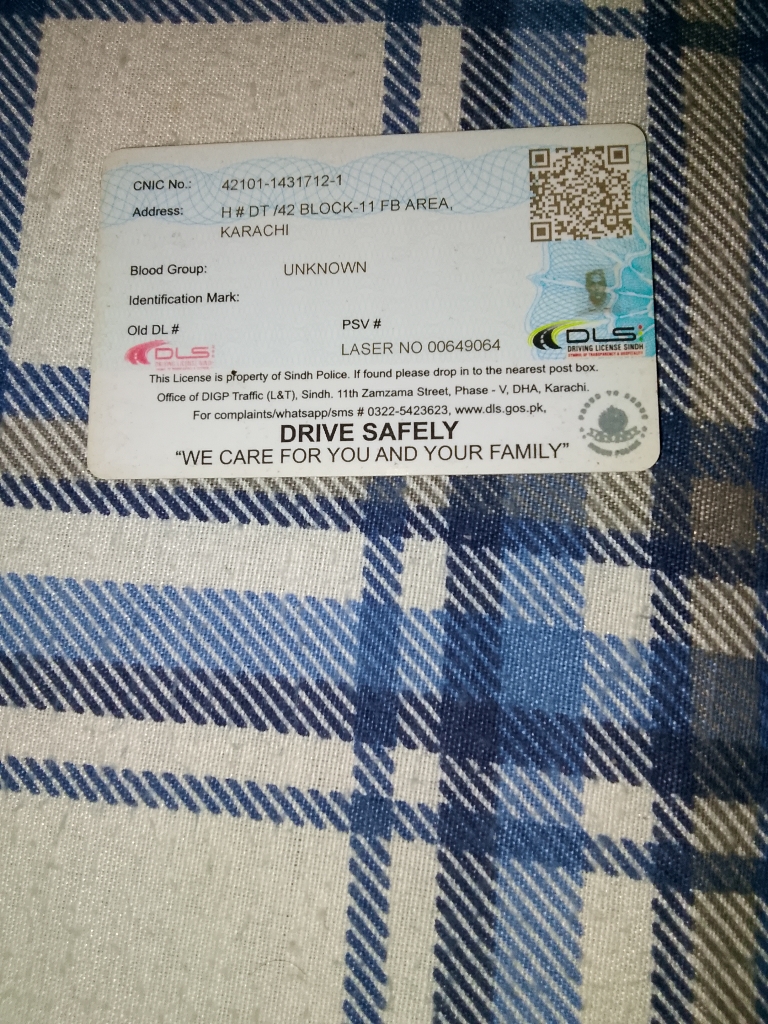 CNIC No.: 42101-1431712-1
Address: H # DT /42 BLOCK-11 FB AREA,
KARACHI
Blood Group: UNKNOWN
Identification Mark:
Old DL # PSV #
LASER NO 00649064
DLS
DLS
DRIVING LICENSE SINDH
This License is property of Sindh Police. If found please drop in to the nearest post box.
Office of DIGP Traffic (L&T), Sindh. 11th Zamzama Street, Phase - V, DHA, Karachi.
For complaints/whatsapp/sms # 0322-5423623, www.dls.gos.pk,
DRIVE SAFELY
“WE CARE FOR YOU AND YOUR FAMILY”